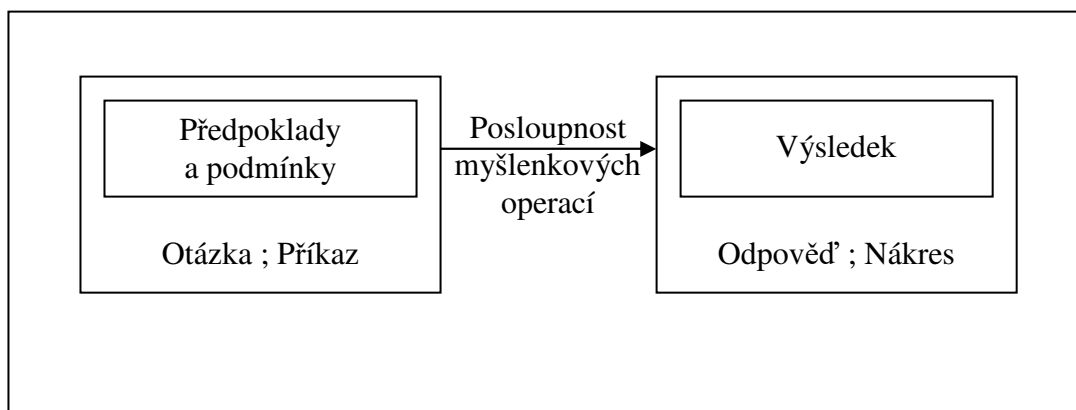 Předpoklady
a podmínky
Otázka ; Příkaz
Posloupnost
myšlenkových
operací
Výsledek
Odpověď ; Nákres